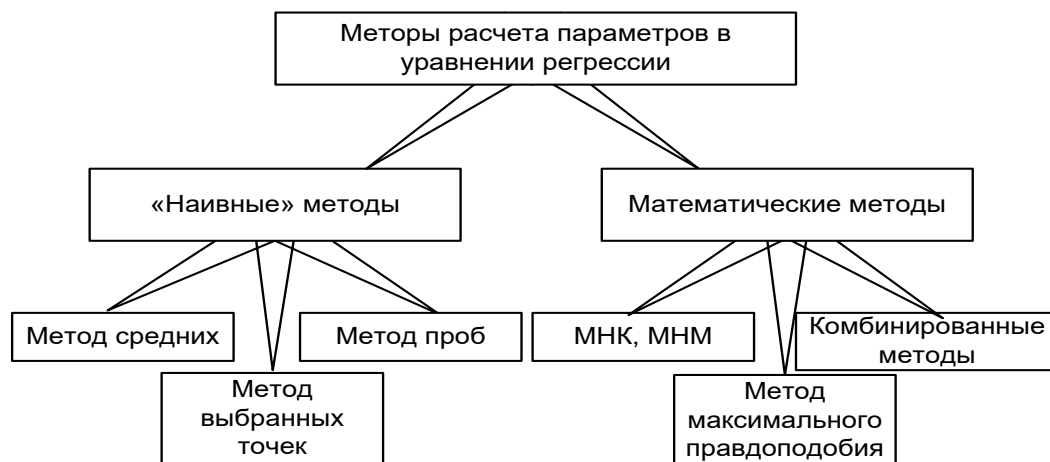 Меторы расчета параметров в
уравнении регрессии
«Наивные» методы
Математические методы
Метод средних
Метод проб
МНК, МНМ
Комбинированные
методы
Метод
выбранных
точек
Метод
максимального
правдоподобия